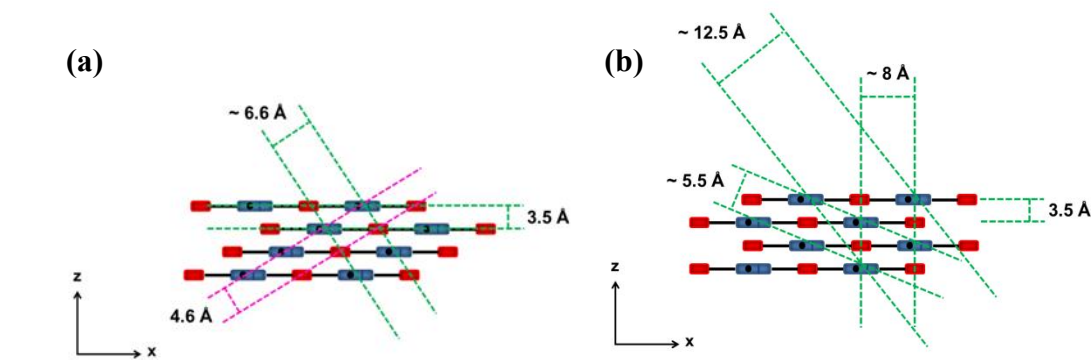 (a)
~ 6.6 Å
3.5 Å
4.6 Å
z
x
(b)
~ 12.5 Å
~ 8 Å
~ 5.5 Å
3.5 Å
z
x